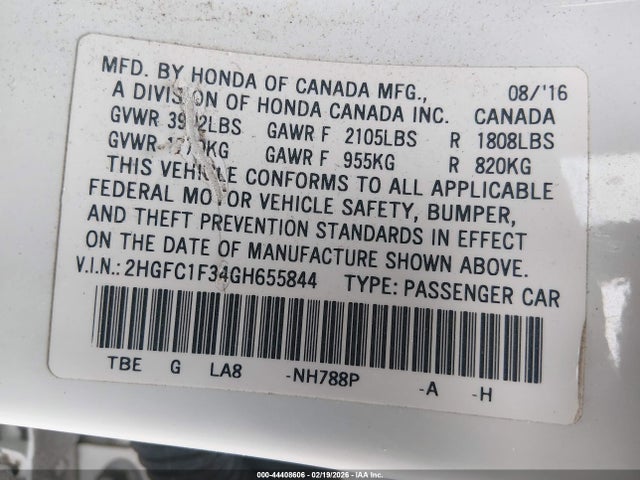 MFD. BY HONDA OF CANADA MFG., 08/'16
A DIVISION OF HONDA CANADA INC. CANADA
GVWR GAWR F 2105LBS R 1808LBS
GVWR GAWR F 955KG R 820KG
THIS VEHICLE CONFORMS TO ALL APPLICABLE
FEDERAL MOTOR VEHICLE SAFETY, BUMPER,
AND THEFT PREVENTION STANDARDS IN EFFECT
ON THE DATE OF MANUFACTURE SHOWN ABOVE.
V.I.N.: 2HGFC1F34GH655844 TYPE: PASSENGER CAR
TBE G LA8 -NH788P -A -H
000-44408606 - 02/19/2026 - IAA Inc.